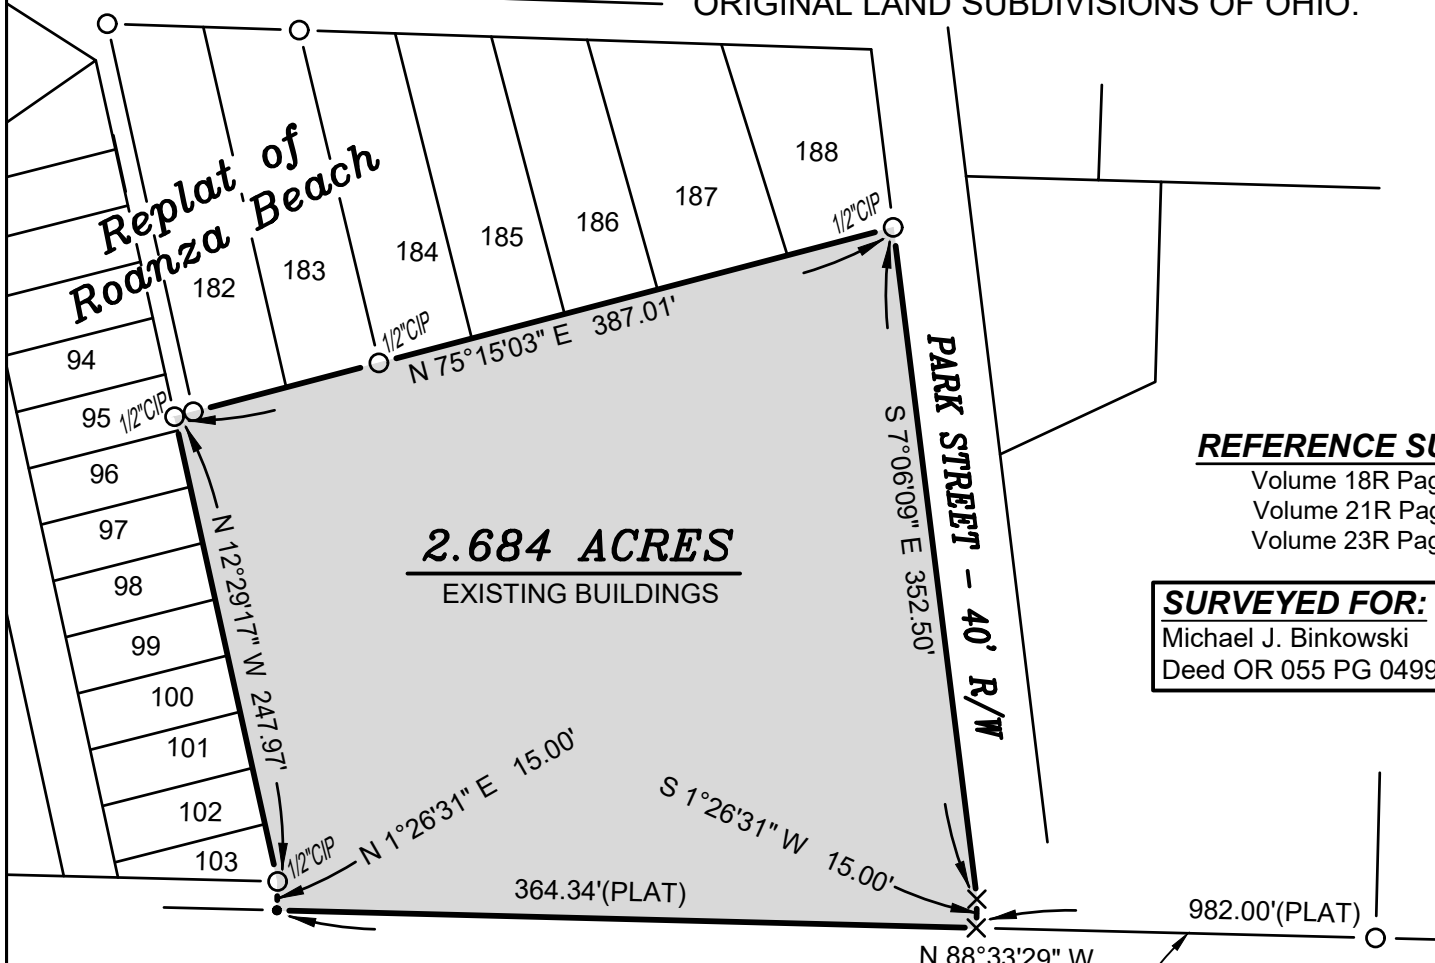 ORIGINAL LAND SUBDIVISIONS OF OHIO.
Replat of
Roanza Beach
182
183
184
185
186
187
188
1/2"CIP
1/2"CIP
N 75°15'03" E 387.01'
94
95
1/2"CIP
96
97
98
99
100
101
102
103
1/2"CIP
N 12°29'17" W 247.97'
2.684 ACRES
EXISTING BUILDINGS
S 7°06'09" E 352.50'
PARK STREET - 40' R/W
N 1°26'31" E 15.00'
S 1°26'31" W 15.00'
364.34'(PLAT)
982.00'(PLAT)
N 88°33'29" W
REFERENCE SU
Volume 18R Pag
Volume 21R Pag
Volume 23R Pag
SURVEYED FOR:
Michael J. Binkowski
Deed OR 055 PG 0499